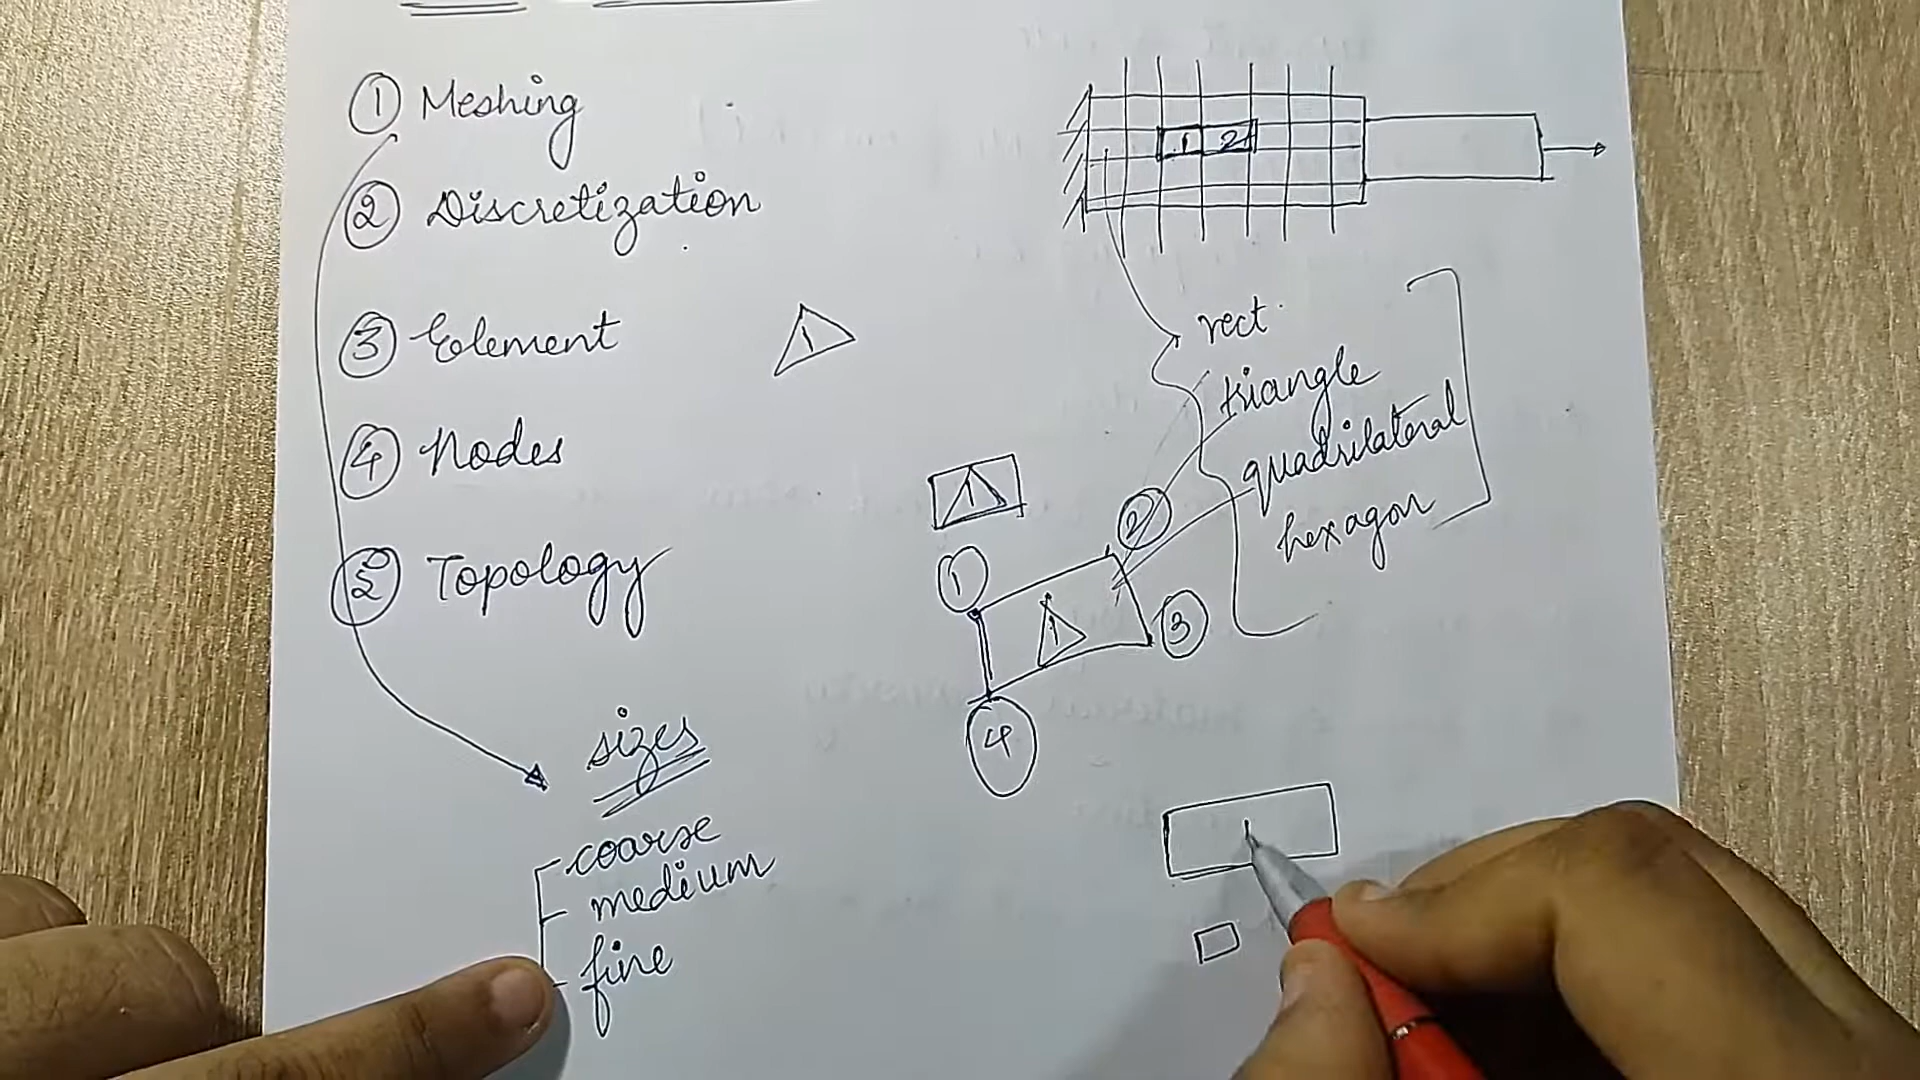 ① Meshing
② Discretization
③ Element
④ Nodes
⑤ Topology
sizes
coarse
medium
fine
1
1 2
rect.
triangle
quadrilateral
hexagon
1
①
②
③
④
1
1